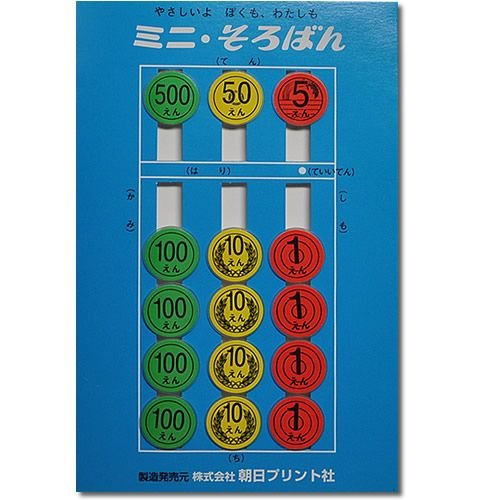 やさしいよ ぼくも、わたしも
ミニ・そろばん
(てん)
500 えん 50 えん 5 えん
(はり) (ていいてん)
(かみ) (しも)
100 えん 10 えん 1 えん
100 えん 10 えん 1 えん
100 えん 10 えん 1 えん
100 えん 10 えん 1 えん
(ち)
製造発売元 株式会社 朝日プリント社